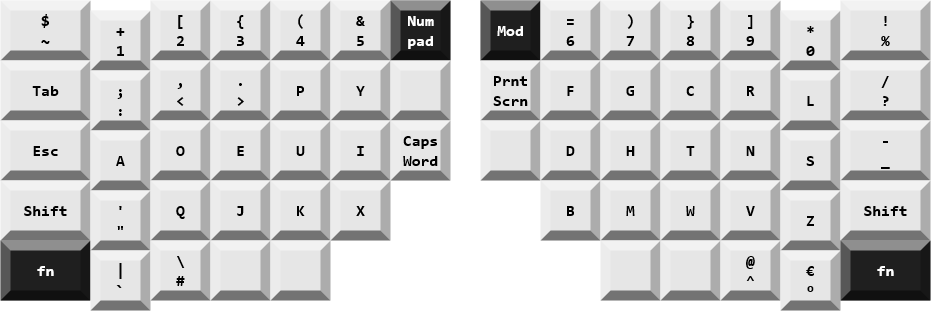 $ + [ { ( & Num Mod = ) } ] * ! 
~ 1 2 3 4 5 pad 6 7 8 9 0 %
Tab ; , . P Y Prnt F G C R L /
: < > Scrn ?
Esc A O E U I Caps D H T N S -
Word _
Shift ' Q J K X B M W V Z Shift
"
fn | \ @ € fn
` # ^ º